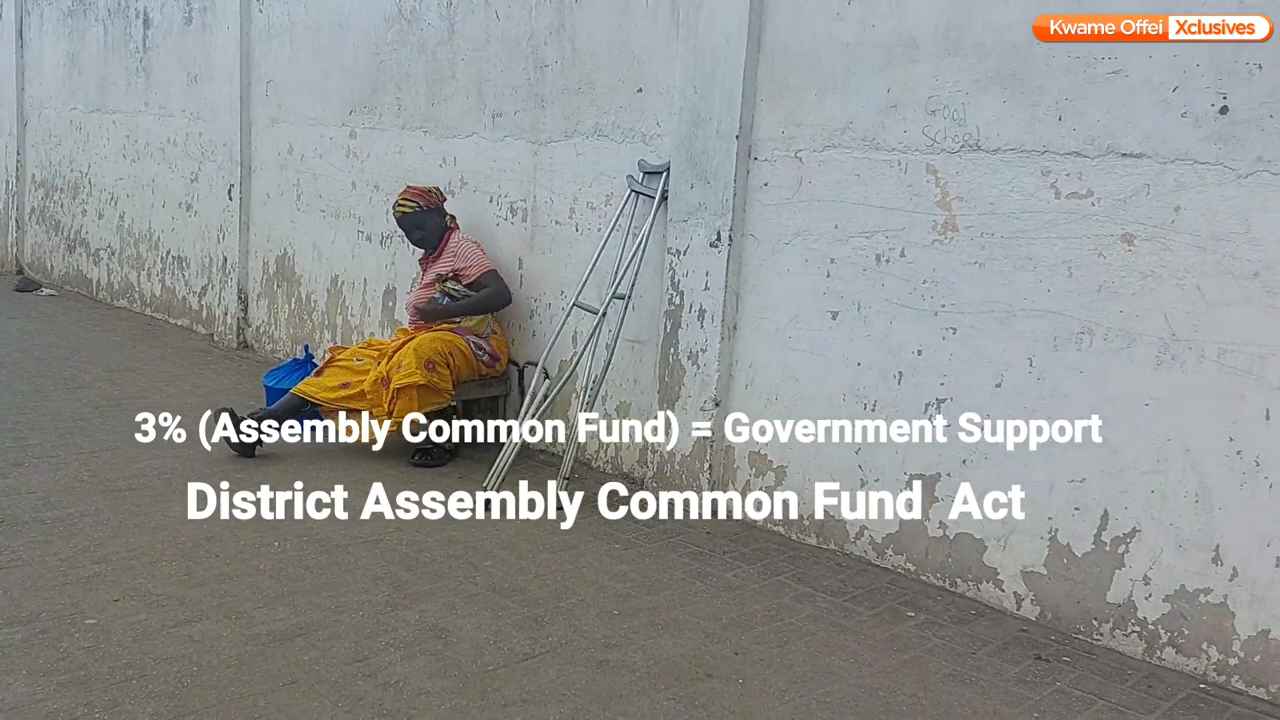 Kwame Offei Xclusives
Good
School
3% (Assembly Common Fund) = Government Support
District Assembly Common Fund Act